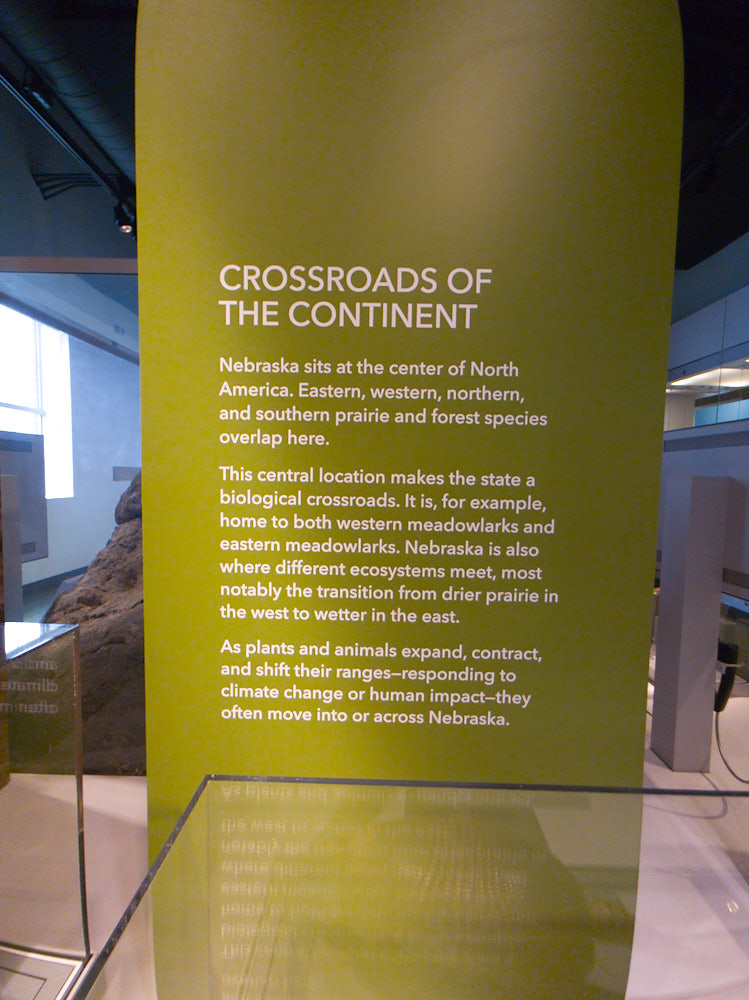 CROSSROADS OF
THE CONTINENT
Nebraska sits at the center of North
America. Eastern, western, northern,
and southern prairie and forest species
overlap here.
This central location makes the state a
biological crossroads. It is, for example,
home to both western meadowlarks and
eastern meadowlarks. Nebraska is also
where different ecosystems meet, most
notably the transition from drier prairie in
the west to wetter in the east.
As plants and animals expand, contract,
and shift their ranges—responding to
climate change or human impact—they
often move into or across Nebraska.